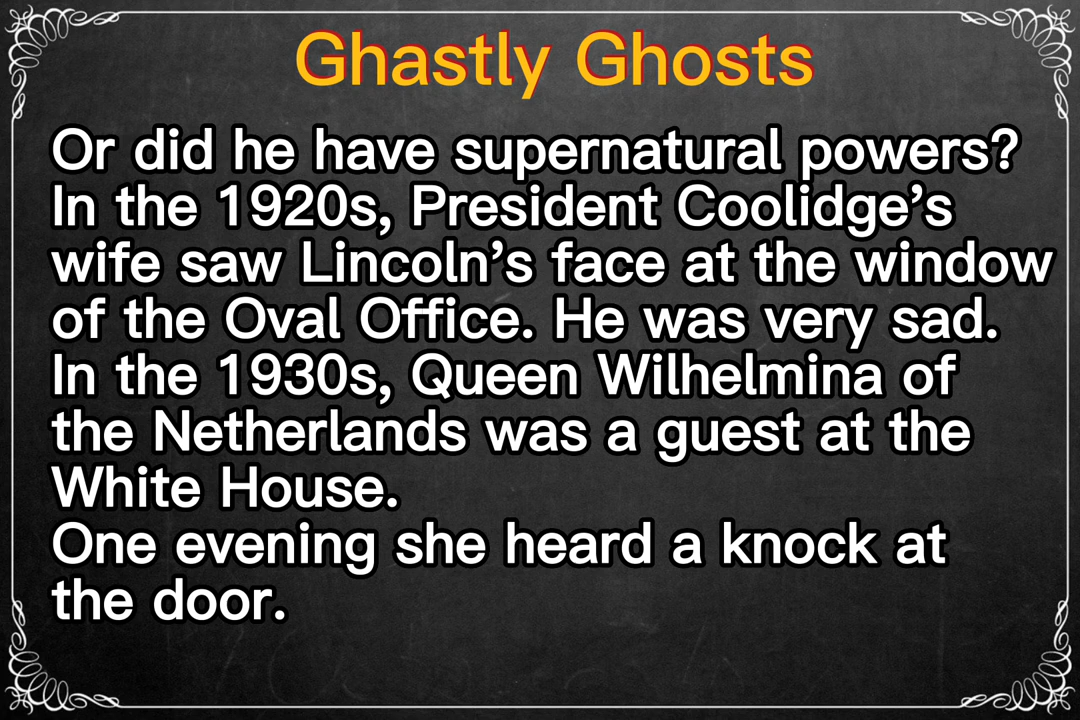 Ghastly Ghosts
Or did he have supernatural powers?
In the 1920s, President Coolidge’s
wife saw Lincoln’s face at the window
of the Oval Office. He was very sad.
In the 1930s, Queen Wilhelmina of
the Netherlands was a guest at the
White House.
One evening she heard a knock at
the door.